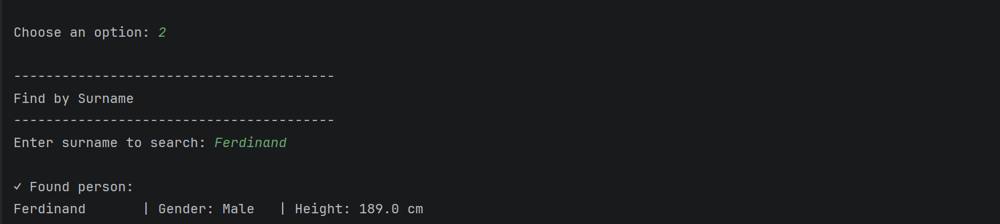 Choose an option: 2
----------------------------------------
Find by Surname
----------------------------------------
Enter surname to search: Ferdinand
✓ Found person:
Ferdinand       | Gender: Male   | Height: 189.0 cm